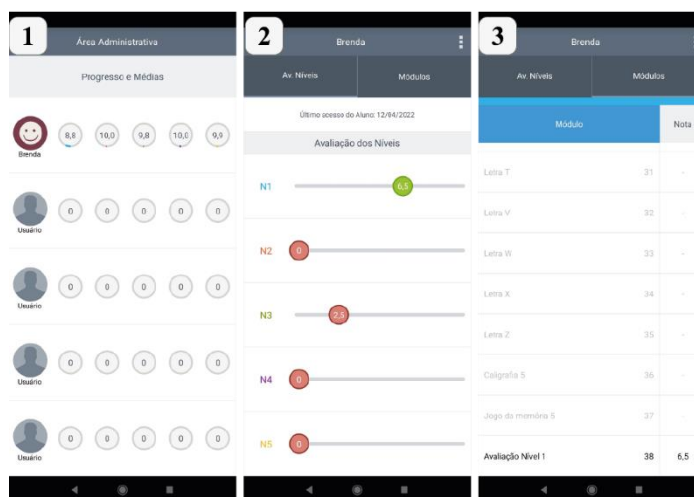 1
Área Administrativa
Progresso e Médias
Brenda
8,8 10,0 9,8 10,0 9,9
Usuário
0 0 0 0 0
Usuário
0 0 0 0 0
Usuário
0 0 0 0 0
Usuário
0 0 0 0 0
2
Brenda
Av. Níveis Módulos
Último acesso do Aluno: 12/04/2022
Avaliação dos Níveis
N1 6,5
N2 0
N3 2,5
N4 0
N5 0
3
Brenda
Av. Níveis Módulos
Módulo Nota
Letra T 31 -
Letra V 32 -
Letra W 33 -
Letra X 34 -
Letra Z 35 -
Caligrafia 5 36 -
Jogo da memória 5 37 -
Avaliação Nível 1 38 6,5